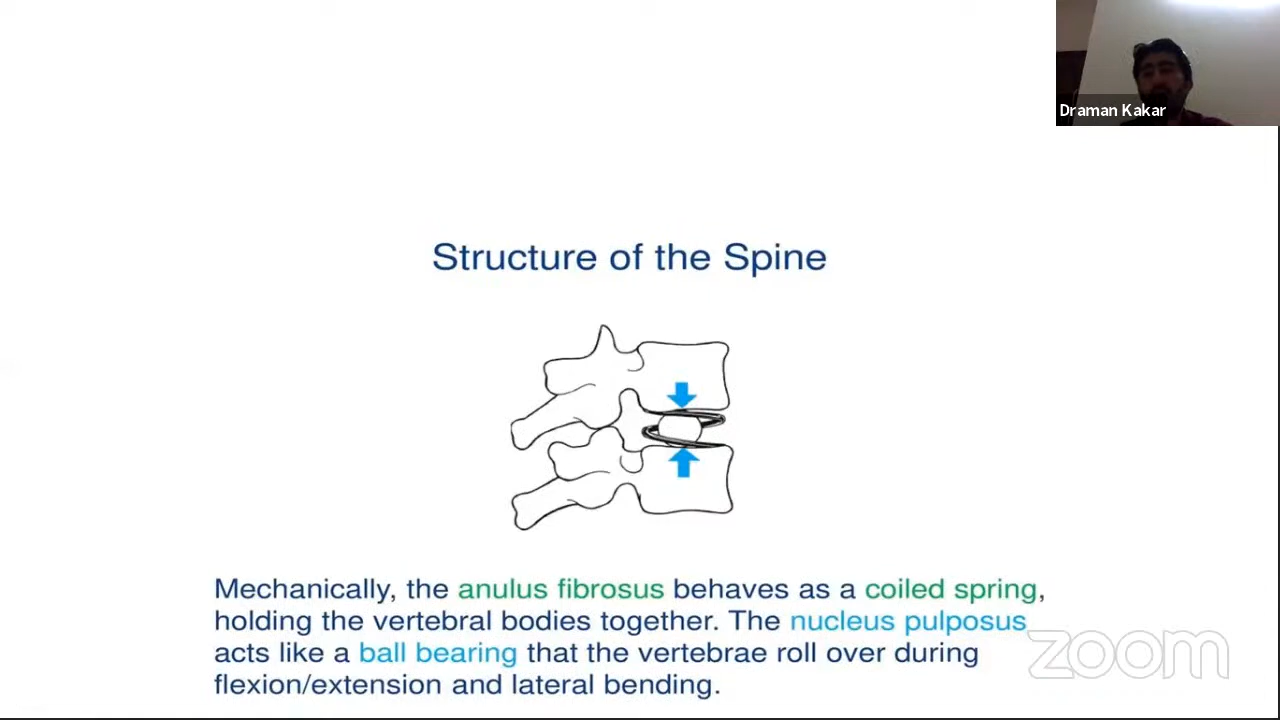 Draman Kakar
Structure of the Spine
Mechanically, the anulus fibrosus behaves as a coiled spring,
holding the vertebral bodies together. The nucleus pulposus
acts like a ball bearing that the vertebrae roll over during
flexion/extension and lateral bending.
zoom